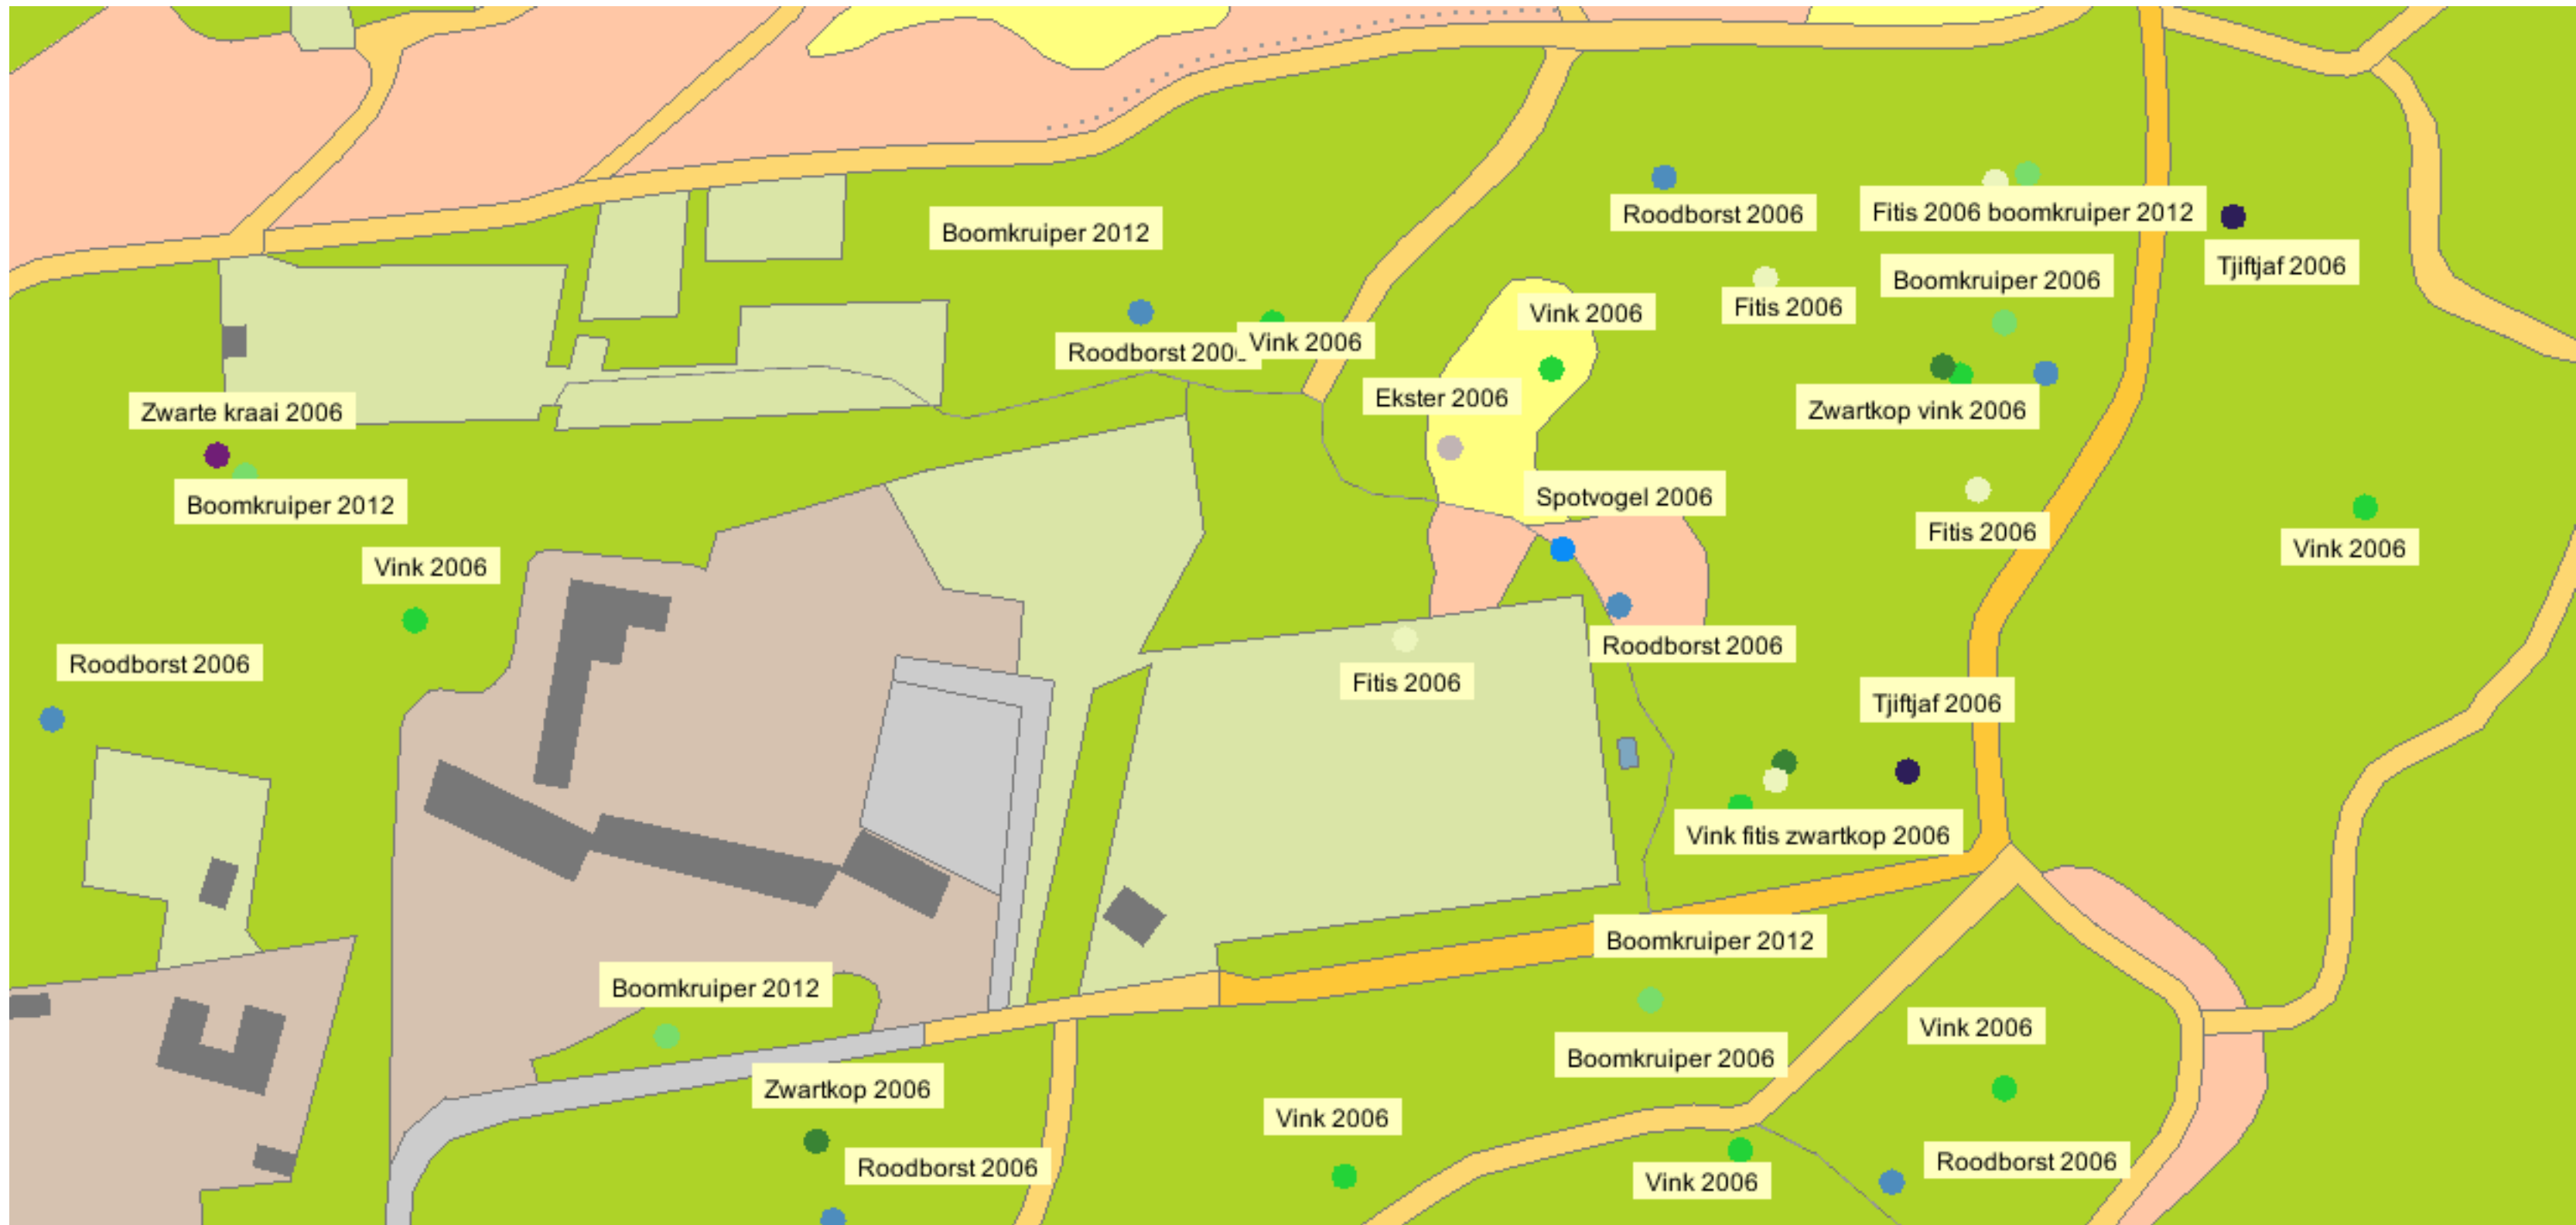 Roodborst 2006
Fitis 2006 boomkruiper 2012
Boomkruiper 2012
Tjiftjaf 2006
Boomkruiper 2006
Fitis 2006
Vink 2006
Vink 2006
Roodborst 200
Ekster 2006
Zwarte kraai 2006
Zwartkop vink 2006
Spotvogel 2006
Boomkruiper 2012
Fitis 2006
Vink 2006
Vink 2006
Roodborst 2006
Roodborst 2006
Fitis 2006
Tjiftjaf 2006
Vink fitis zwartkop 2006
Boomkruiper 2012
Boomkruiper 2012
Vink 2006
Boomkruiper 2006
Zwartkop 2006
Vink 2006
Roodborst 2006
Roodborst 2006
Vink 2006